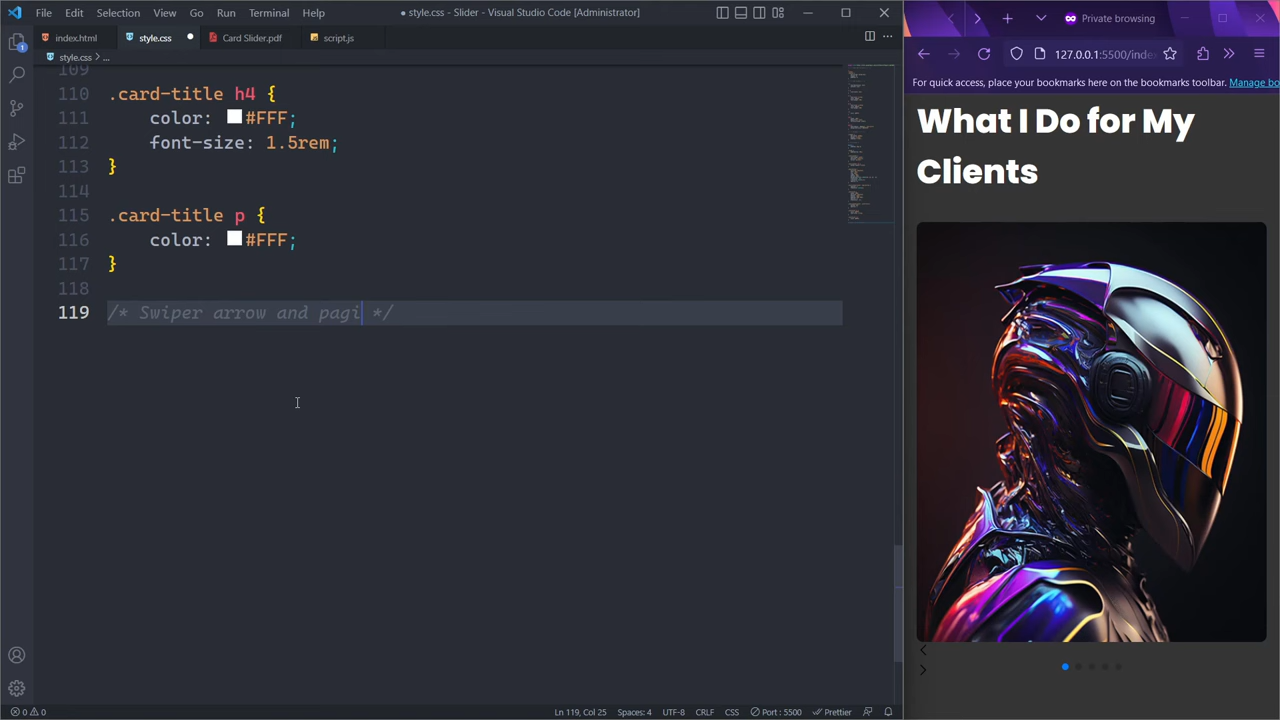 File Edit Selection View Go Run Terminal Help
● style.css - Slider - Visual Studio Code [Administrator]
Private browsing
index.html
style.css
Card Slider.pdf
script.js
127.0.0.1:5500/inde
style.css > ...
For quick access, place your bookmarks here on the bookmarks toolbar. Manage bo
1
109
110 .card-title h4 {
111 color: #FFF;
112 font-size: 1.5rem;
113 }
114
115 .card-title p {
116 color: #FFF;
117 }
118
119 /* Swiper arrow and pagi */
What I Do for My
Clients
0 0
Ln 119, Col 25
Spaces: 4
UTF-8
CRLF
CSS
Port : 5500
Prettier